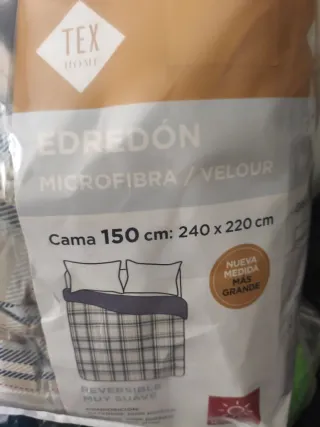 TEX
HOME
EDREDÓN
MICROFIBRA / VELOUR
Cama 150 cm: 240 x 220 cm
NUEVA
MEDIDA
MÁS
GRANDE
REVERSIBLE
MUY SUAVE